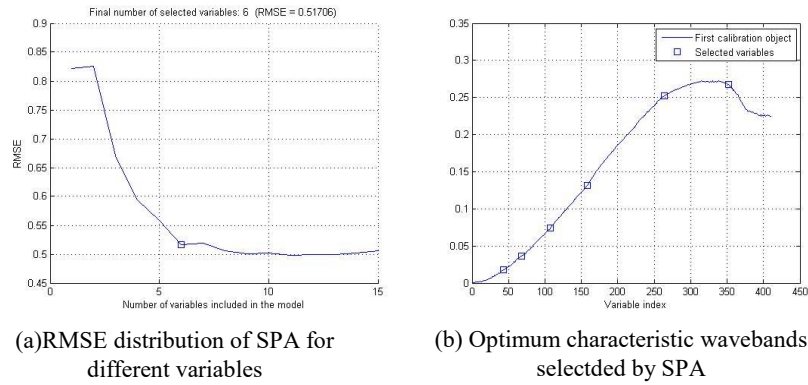 Final number of selected variables: 6 (RMSE = 0.51706)
0.9
0.85
0.8
0.75
0.7
0.65
0.6
0.55
0.5
0.45
RMSE
0 5 10 15
Number of variables included in the model
(a)RMSE distribution of SPA for
different variables
0.35
0.3
0.25
0.2
0.15
0.1
0.05
0
First calibration object
Selected variables
0 50 100 150 200 250 300 350 400 450
Variable index
(b) Optimum characteristic wavebands
selectded by SPA